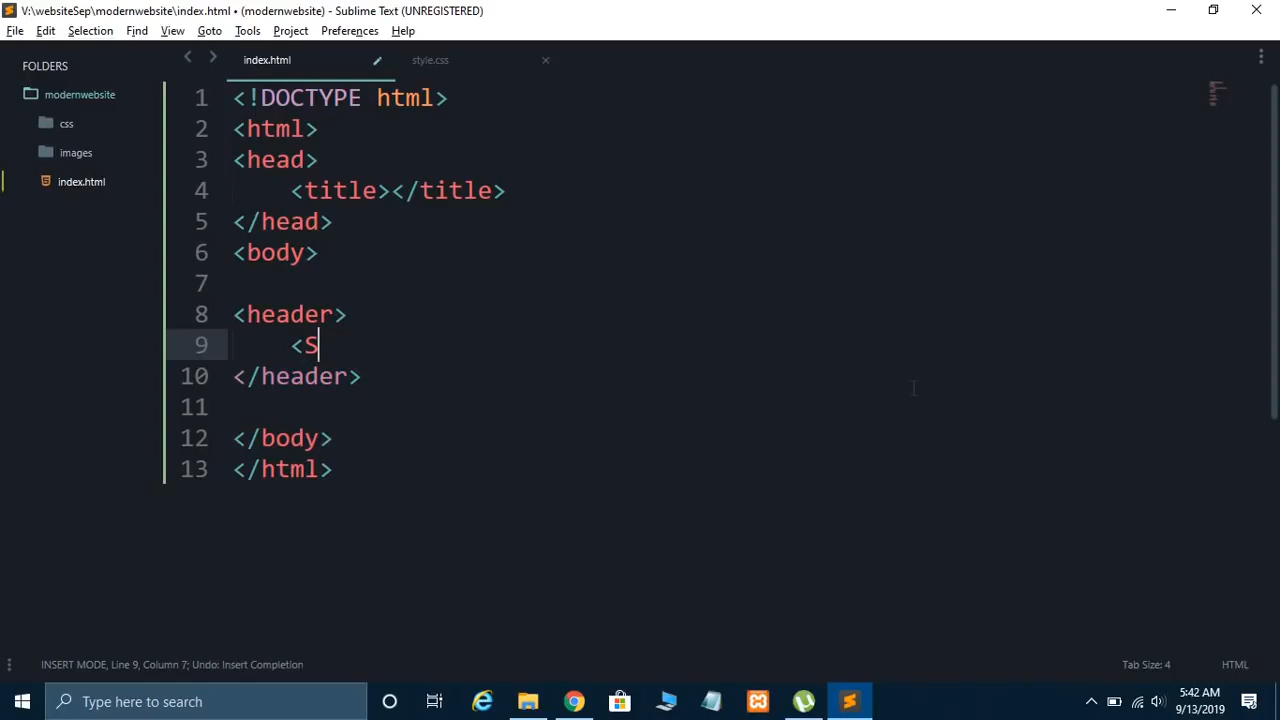 V:\websiteSep\modernwebsite\index.html • (modernwebsite) - Sublime Text (UNREGISTERED)
File Edit Selection Find View Goto Tools Project Preferences Help
FOLDERS
modernwebsite
css
images
index.html
index.html style.css
1 <!DOCTYPE html>
2 <html>
3 <head>
4 <title></title>
5 </head>
6 <body>
7
8 <header>
9 <S
10 </header>
11
12 </body>
13 </html>
INSERT MODE, Line 9, Column 7; Undo: Insert Completion Tab Size: 4 HTML
Type here to search
5:42 AM
9/13/2019